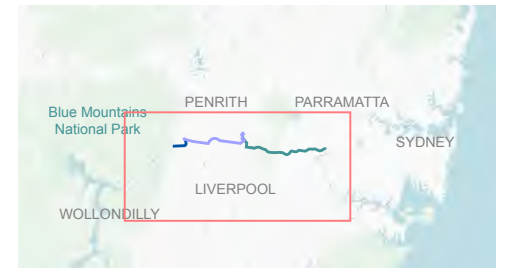 PENRITH
PARRAMATTA
Blue Mountains
National Park
SYDNEY
LIVERPOOL
WOLLONDILLY